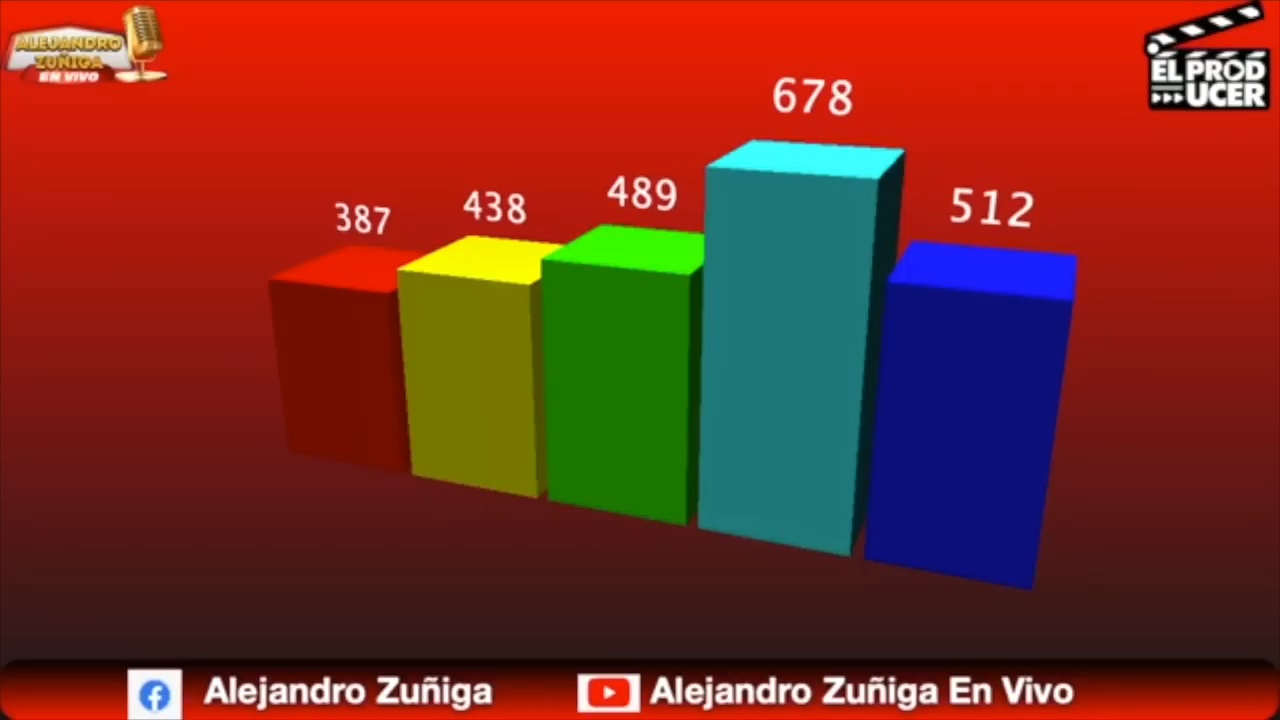 ALEJANDRO
ZUÑIGA
EN VIVO
EL PROD
UCER
678
489
512
438
387
Alejandro Zuñiga
Alejandro Zuñiga En Vivo